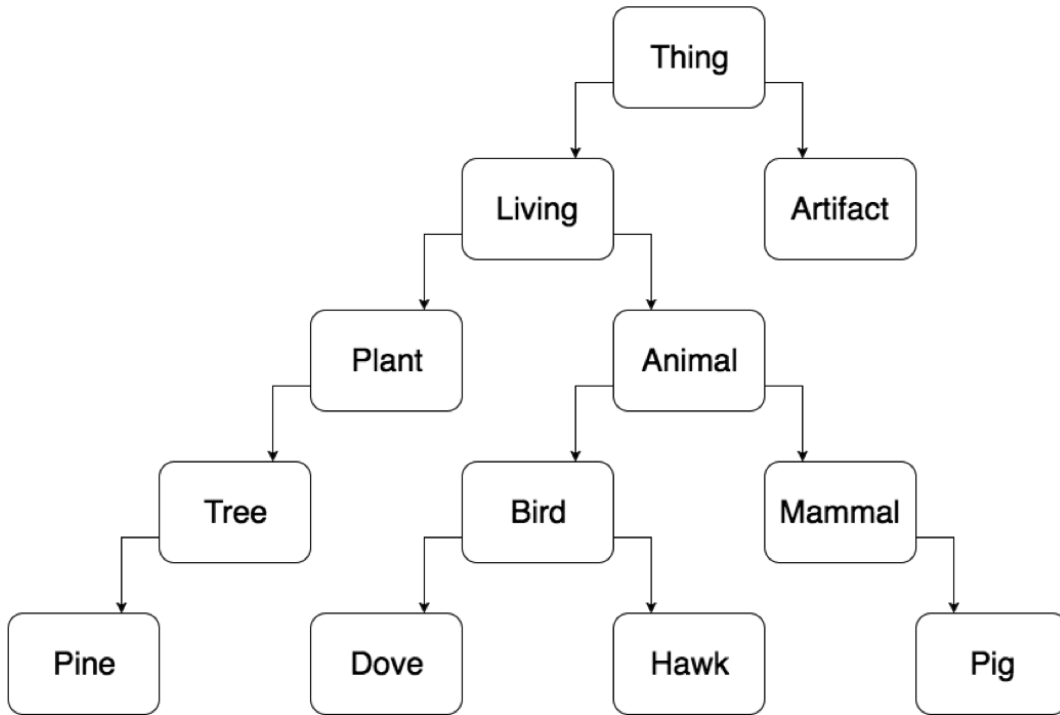 Thing
Living
Artifact
Plant
Animal
Tree
Bird
Mammal
Pine
Dove
Hawk
Pig